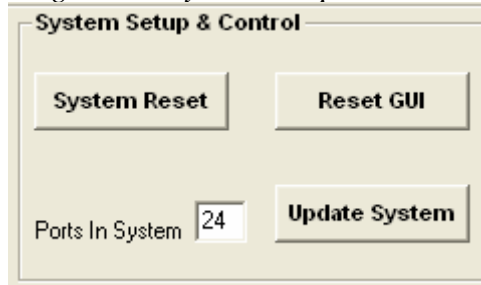 System Setup & Control
System Reset
Reset GUI
Ports In System 24
Update System